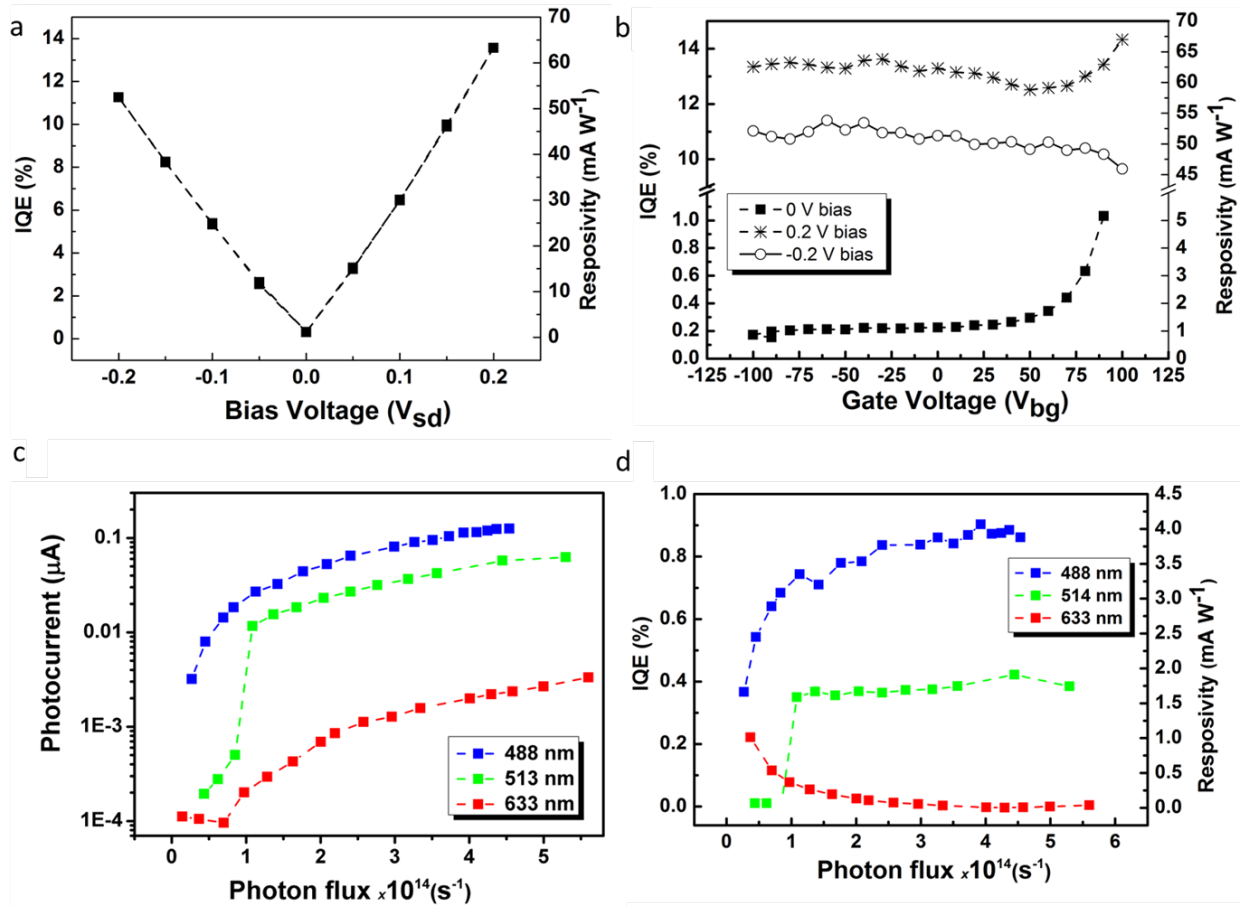 a
IQE (%)
14
12
10
8
6
4
2
0
70
60
50
40
30
20
10
0
Resposivity (mA W⁻¹)
-0.2 -0.1 0.0 0.1 0.2
Bias Voltage (V_sd)
b
IQE (%)
14
12
10
1.0
0.8
0.6
0.4
0.2
0.0
70
65
60
55
50
45
5
4
3
2
1
0
Resposivity (mA W⁻¹)
0 V bias
0.2 V bias
-0.2 V bias
-125 -100 -75 -50 -25 0 25 50 75 100 125
Gate Voltage (V_bg)
c
Photocurrent (μA)
0.1
0.01
1E-3
1E-4
488 nm
513 nm
633 nm
0 1 2 3 4 5
Photon flux x10¹⁴(s⁻¹)
d
IQE (%)
1.0
0.8
0.6
0.4
0.2
0.0
4.5
4.0
3.5
3.0
2.5
2.0
1.5
1.0
0.5
0.0
Resposivity (mA W⁻¹)
488 nm
514 nm
633 nm
0 1 2 3 4 5 6
Photon flux x10¹⁴(s⁻¹)